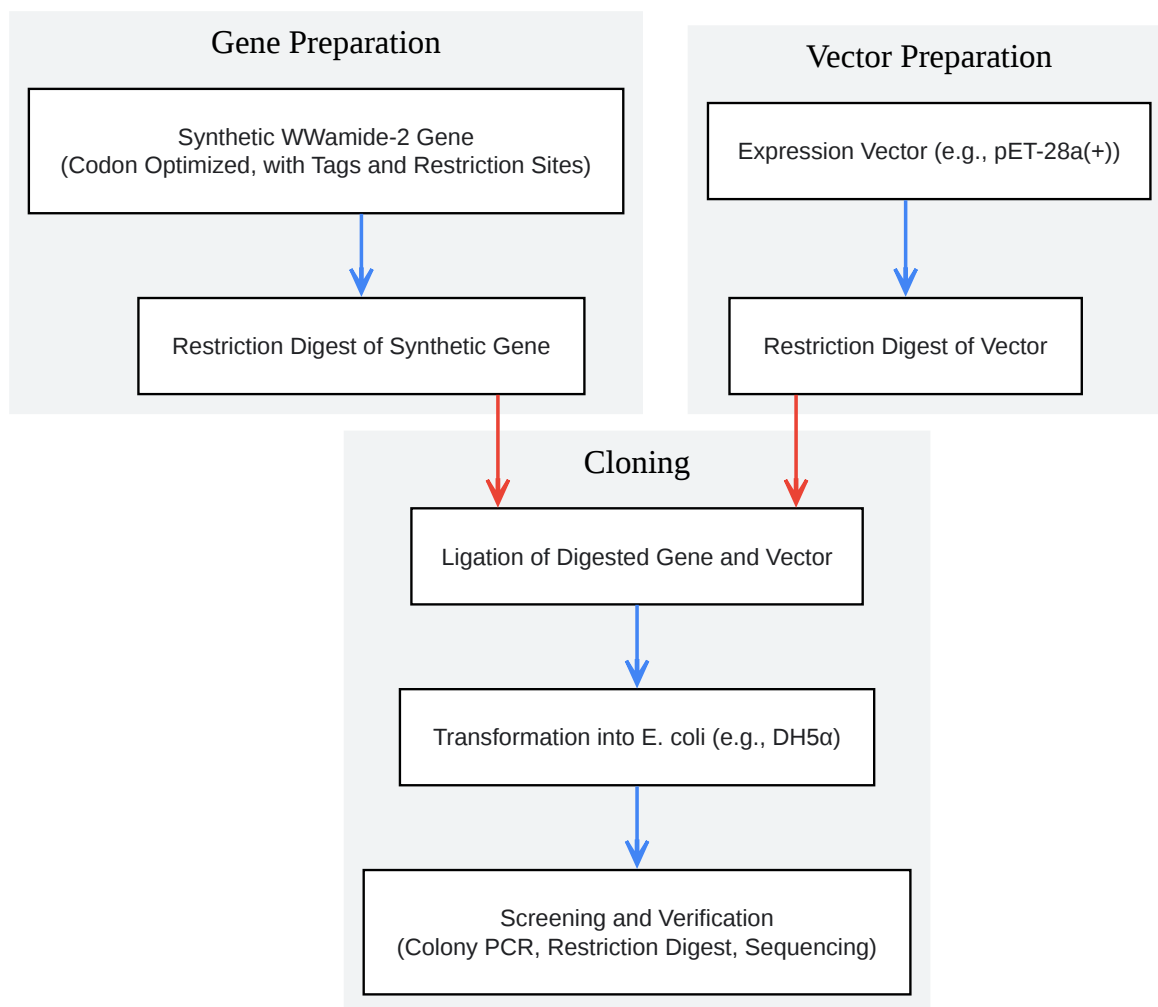 Gene Preparation
Synthetic WWamide-2 Gene
(Codon Optimized, with Tags and Restriction Sites)
Restriction Digest of Synthetic Gene
Vector Preparation
Expression Vector (e.g., pET-28a(+))
Restriction Digest of Vector
Cloning
Ligation of Digested Gene and Vector
Transformation into E. coli (e.g., DH5α)
Screening and Verification
(Colony PCR, Restriction Digest, Sequencing)